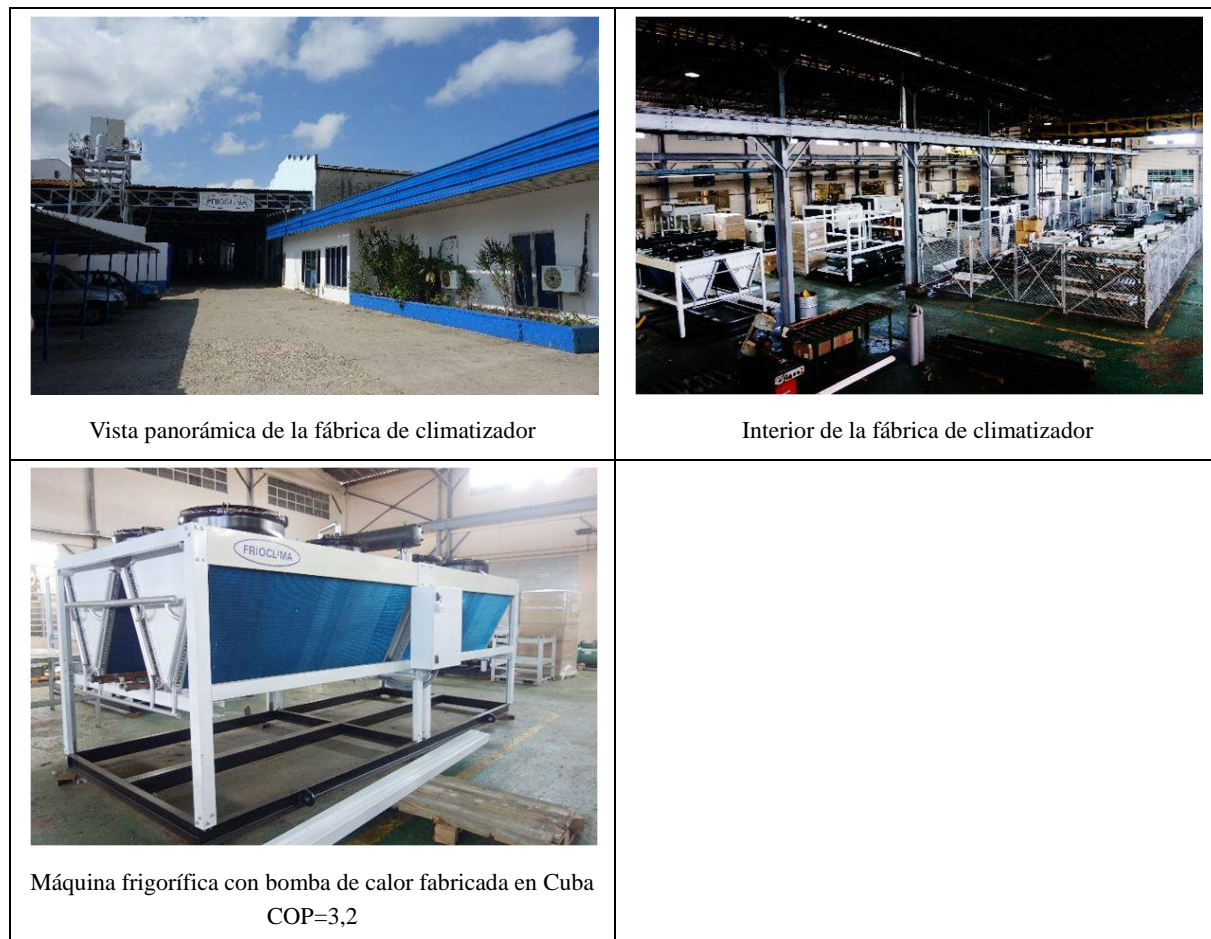 FRIOCLIMA
Vista panorámica de la fábrica de climatizador
Interior de la fábrica de climatizador
FRIOCLIMA
Máquina frigorífica con bomba de calor fabricada en Cuba
COP=3,2